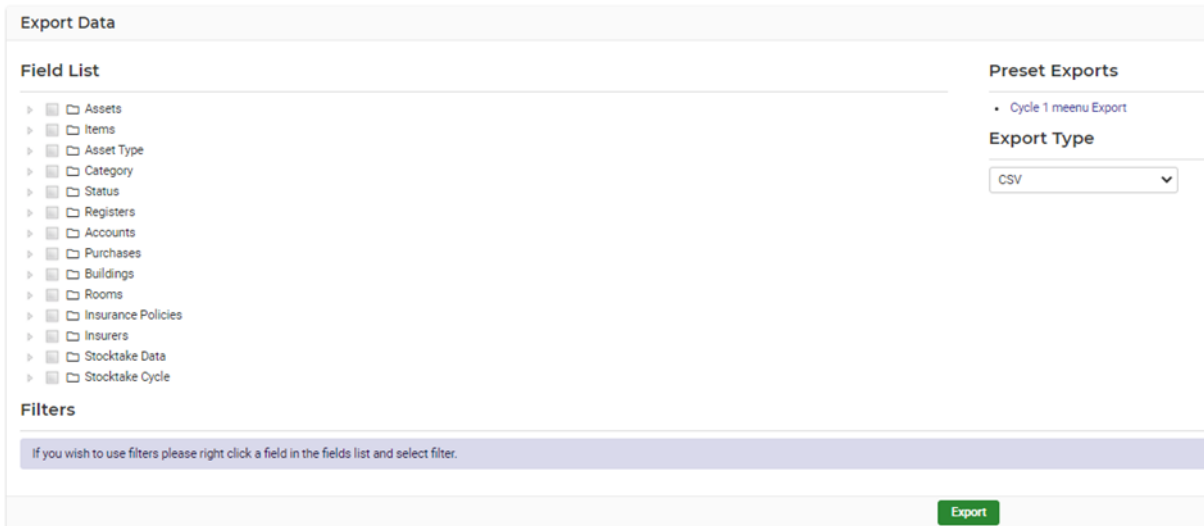 Export Data
Field List
Assets
Items
Asset Type
Category
Status
Registers
Accounts
Purchases
Buildings
Rooms
Insurance Policies
Insurers
Stocktake Data
Stocktake Cycle
Preset Exports
Cycle 1 meenu Export
Export Type
CSV
Filters
If you wish to use filters please right click a field in the fields list and select filter.
Export